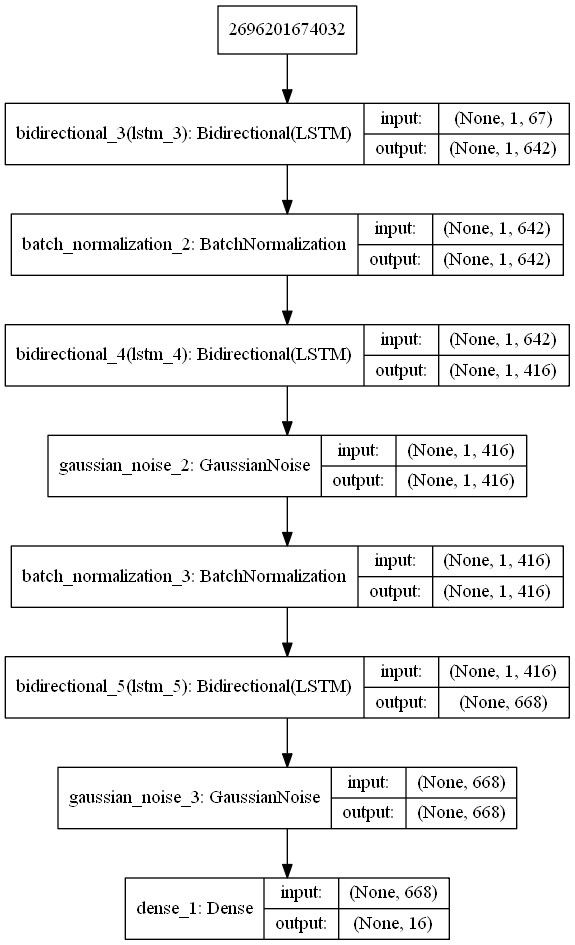 2696201674032
bidirectional_3(lstm_3): Bidirectional(LSTM)
input: (None, 1, 67)
output: (None, 1, 642)
batch_normalization_2: BatchNormalization
input: (None, 1, 642)
output: (None, 1, 642)
bidirectional_4(lstm_4): Bidirectional(LSTM)
input: (None, 1, 642)
output: (None, 1, 416)
gaussian_noise_2: GaussianNoise
input: (None, 1, 416)
output: (None, 1, 416)
batch_normalization_3: BatchNormalization
input: (None, 1, 416)
output: (None, 1, 416)
bidirectional_5(lstm_5): Bidirectional(LSTM)
input: (None, 1, 416)
output: (None, 668)
gaussian_noise_3: GaussianNoise
input: (None, 668)
output: (None, 668)
dense_1: Dense
input: (None, 668)
output: (None, 16)